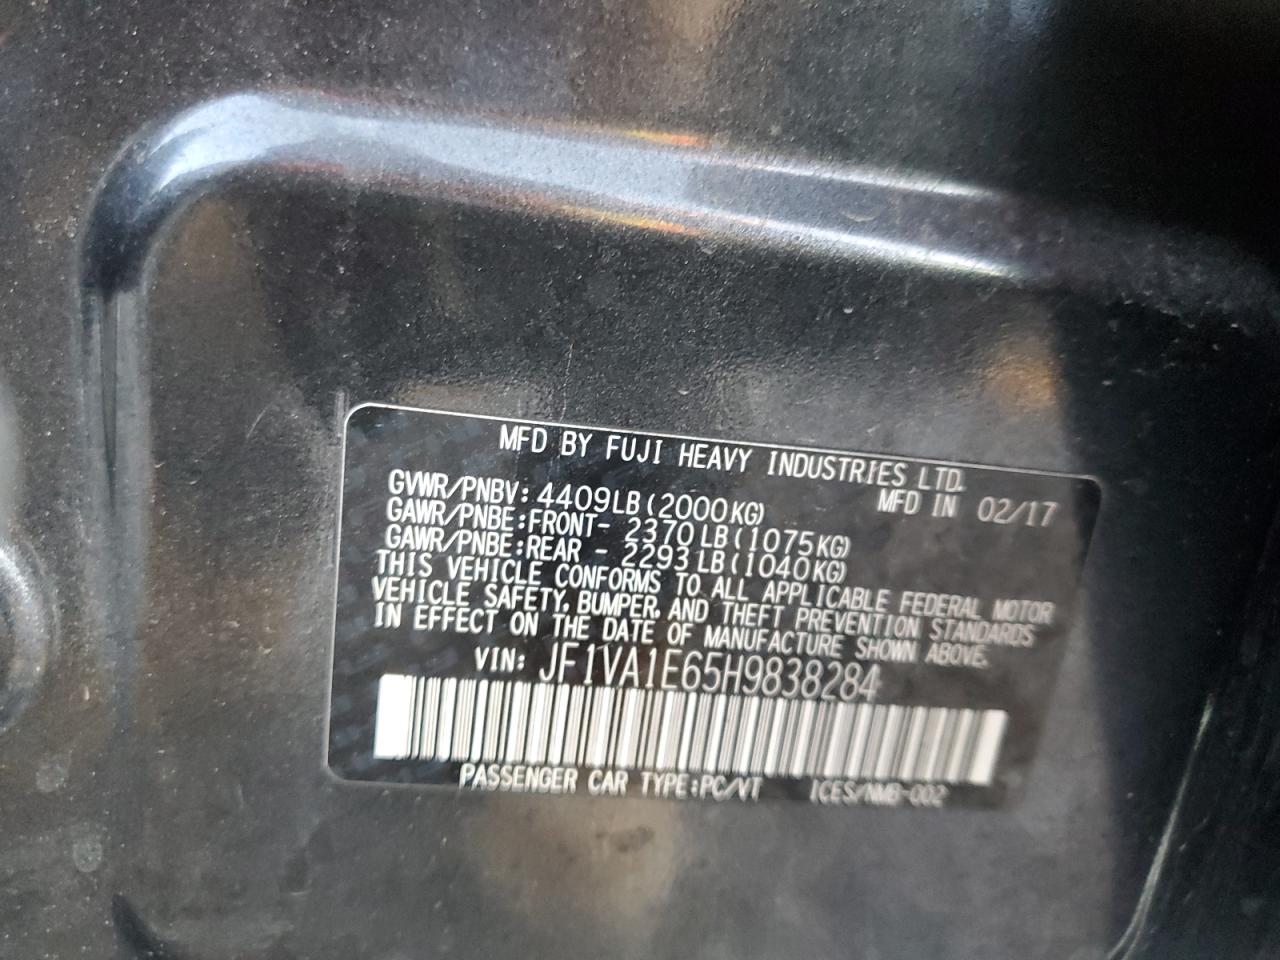 MFD BY FUJI HEAVY INDUSTRIES LTD.
MFD IN 02/17
GVWR/PNBV: 4409LB (2000KG)
GAWR/PNBE:FRONT- 2370LB (1075KG)
GAWR/PNBE:REAR - 2293LB (1040KG)
THIS VEHICLE CONFORMS TO ALL APPLICABLE FEDERAL MOTOR
VEHICLE SAFETY, BUMPER, AND THEFT PREVENTION STANDARDS
IN EFFECT ON THE DATE OF MANUFACTURE SHOWN ABOVE.
VIN: JF1VA1E65H9838284
PASSENGER CAR TYPE:PC/VT ICES/NMB-002